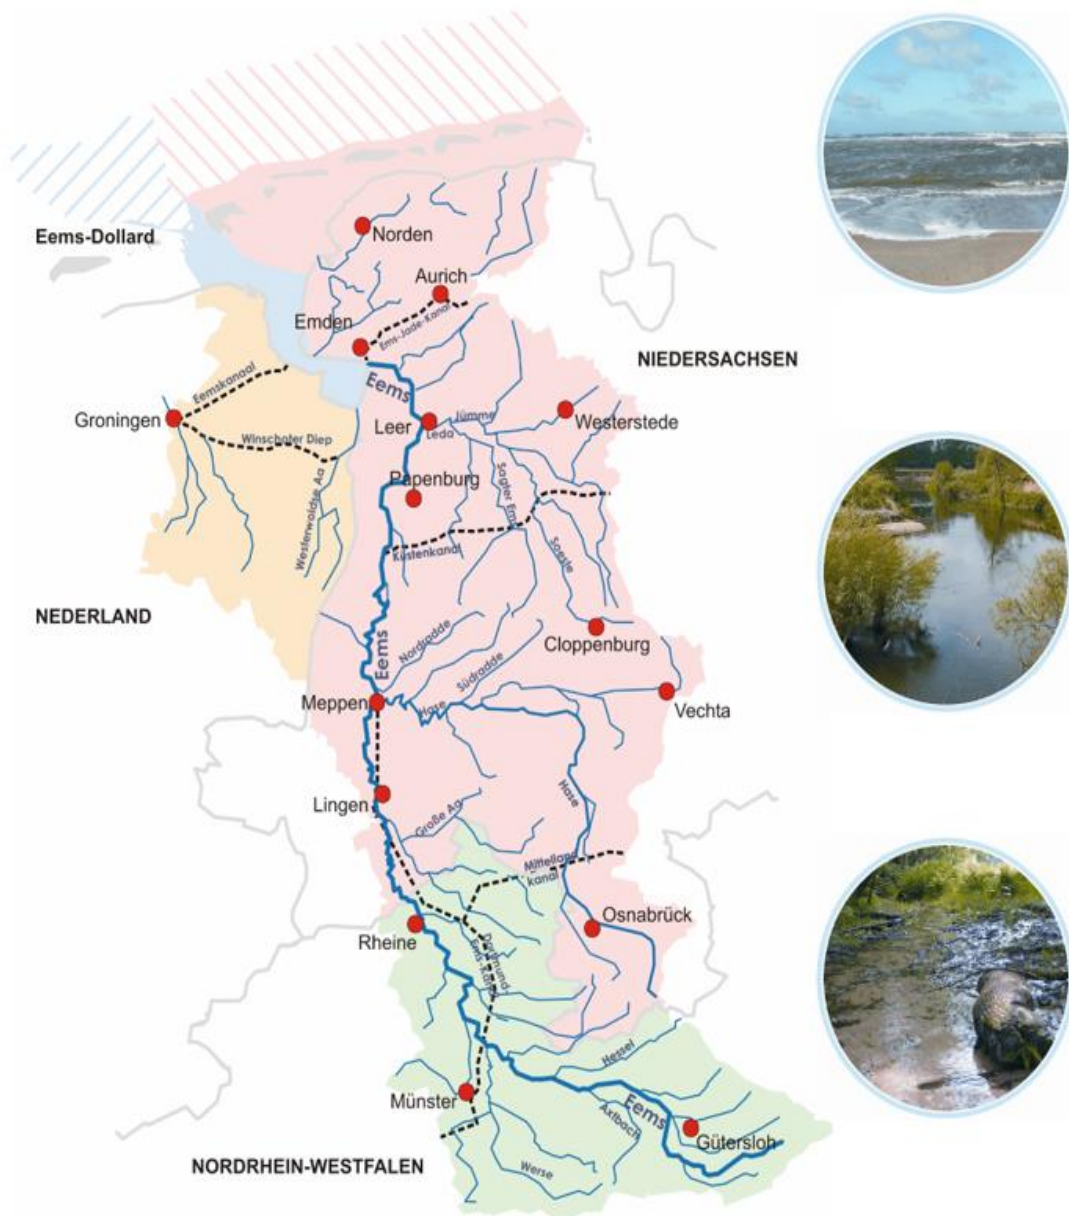 Eems-Dollard
Norden
Aurich
Emden
Ems-Jade-Kanal
NIEDERSACHSEN
Eems
Eemskanaal
Groningen
Winschoter Diep
Leer
Leda
Jümme
Westerstede
Papenburg
Sagter Ems
Westerwoldse Aa
Küstenkanal
Soeste
NEDERLAND
Eems
Nordradde
Cloppenburg
Südradde
Meppen
Hase
Vechta
Lingen
Hase
Große Aa
Mittelland-
kanal
Osnabrück
Rheine
Dortmund-
Ems-Kanal
Hessel
Münster
Eems
Axtbach
Gütersloh
NORDRHEIN-WESTFALEN
Werse